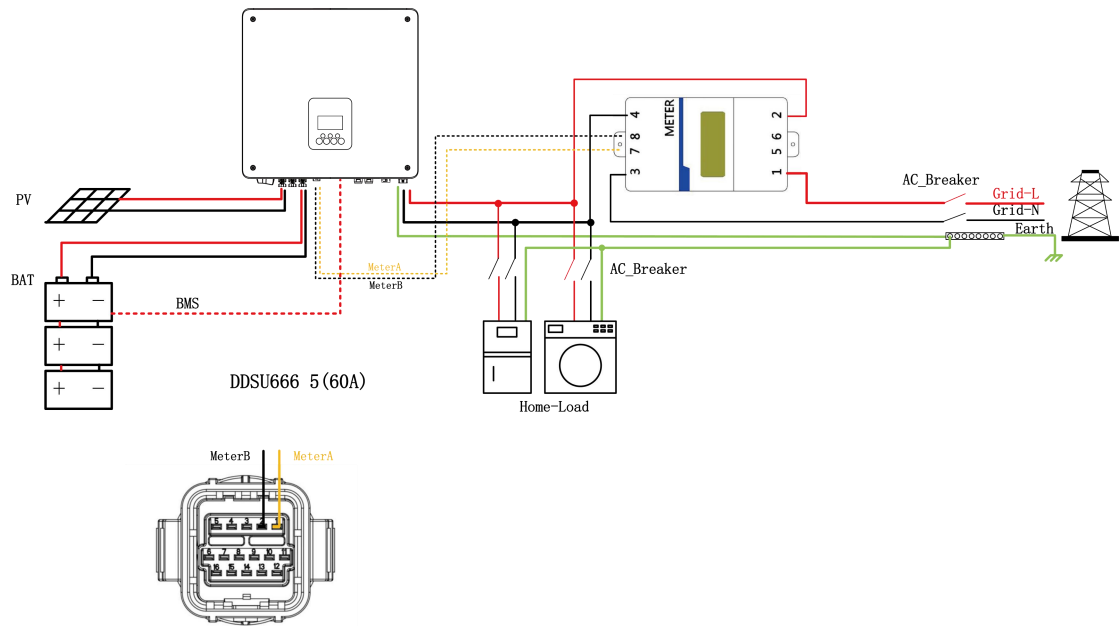 METER
4
8
7
3
2
6
5
1
AC_Breaker
Grid-L
Grid-N
Earth
PV
MeterA
MeterB
AC_Breaker
BAT
+ −
BMS
+ −
+ −
DDSU666 5(60A)
Home-Load
MeterB MeterA
5 4 3 2 1
6 7 8 9 10 11
16 15 14 13 12